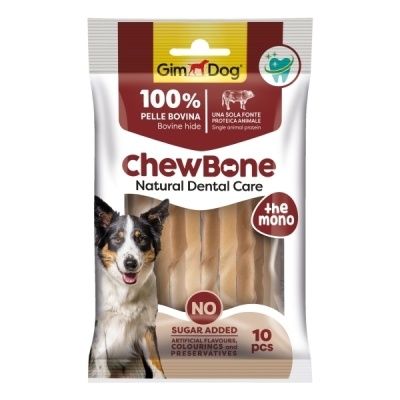 GimDog
100%
PELLE BOVINA
Bovine hide
UNA SOLA FONTE
PROTEICA ANIMALE
Single animal protein
ChewBone
Natural Dental Care
the
mono
NO
SUGAR ADDED
ARTIFICIAL FLAVOURS,
COLOURINGS and
PRESERVATIVES
10
pcs